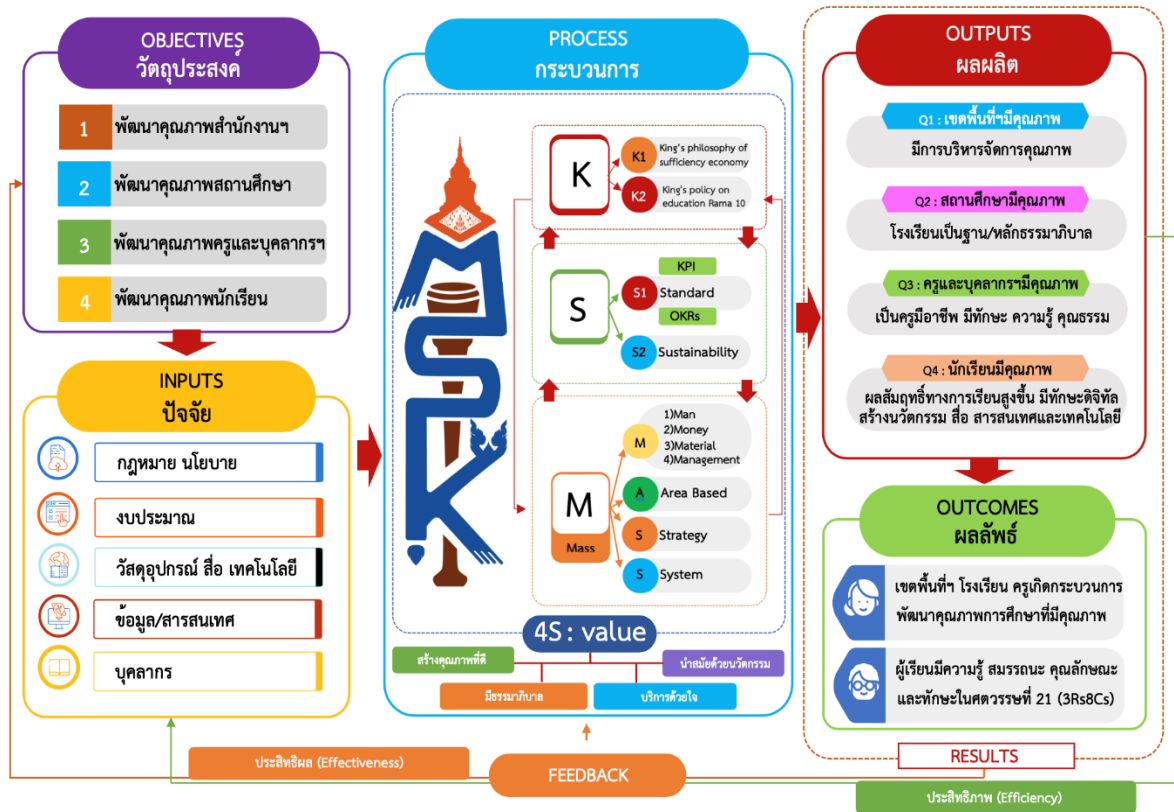 OBJECTIVES
วัตถุประสงค์
1 พัฒนาคุณภาพสำนักงานฯ
2 พัฒนาคุณภาพสถานศึกษา
3 พัฒนาคุณภาพครูและบุคลากรฯ
4 พัฒนาคุณภาพนักเรียน
INPUTS
ปัจจัย
กฎหมาย นโยบาย
งบประมาณ
วัสดุอุปกรณ์ สื่อ เทคโนโลยี
ข้อมูล/สารสนเทศ
บุคลากร
PROCESS
กระบวนการ
MSPK
K
K1 King's philosophy of
sufficiency economy
K2 King's policy on
education Rama 10
S
KPI
S1 Standard
OKRs
S2 Sustainability
M
Mass
M
1)Man
2)Money
3)Material
4)Management
A Area Based
S Strategy
S System
4S : value
สร้างคุณภาพที่ดี
นำสมัยด้วยนวัตกรรม
มีธรรมาภิบาล
บริการด้วยใจ
OUTPUTS
ผลผลิต
Q1 : เขตพื้นที่ฯมีคุณภาพ
มีการบริหารจัดการคุณภาพ
Q2 : สถานศึกษามีคุณภาพ
โรงเรียนเป็นฐาน/หลักธรรมาภิบาล
Q3 : ครูและบุคลากรฯมีคุณภาพ
เป็นครูมือาชีพ มีทักษะ ความรู้ คุณธรรม
Q4 : นักเรียนมีคุณภาพ
ผลสัมฤทธิ์ทางการเรียนสูงขึ้น มีทักษะดิจิทัล
สร้างนวัตกรรม สื่อ สารสนเทศและเทคโนโลยี
OUTCOMES
ผลลัพธ์
เขตพื้นที่ฯ โรงเรียน ครูเกิดกระบวนการ
พัฒนาคุณภาพการศึกษาที่มีคุณภาพ
ผู้เรียนมีความรู้ สมรรถนะ คุณลักษณะ
และทักษะในศตวรรษที่ 21 (3Rs8Cs)
RESULTS
ประสิทธิผล (Effectiveness)
FEEDBACK
ประสิทธิภาพ (Efficiency)